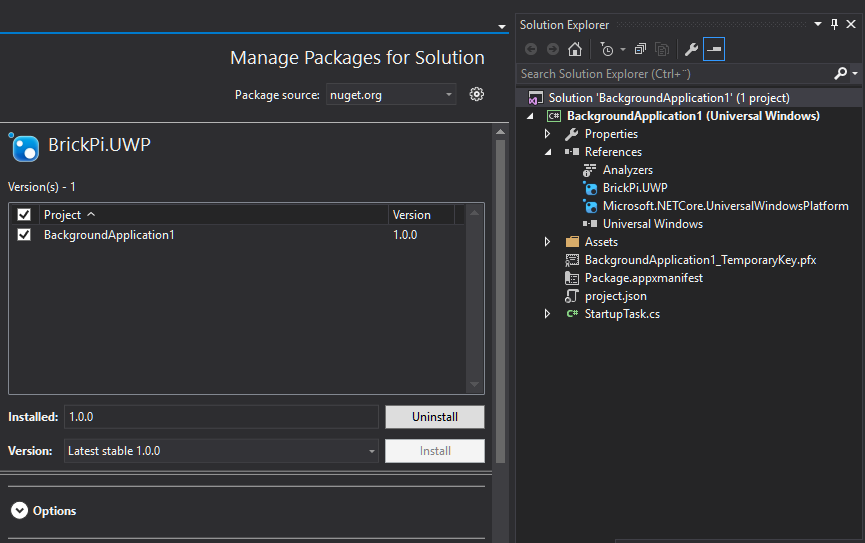 Manage Packages for Solution
Package source: nuget.org
BrickPi.UWP
Version(s) - 1
Project Version
BackgroundApplication1 1.0.0
Installed: 1.0.0 Uninstall
Version: Latest stable 1.0.0 Install
Options
Solution Explorer
Search Solution Explorer (Ctrl+¨)
Solution 'BackgroundApplication1' (1 project)
C# BackgroundApplication1 (Universal Windows)
Properties
References
Analyzers
BrickPi.UWP
Microsoft.NETCore.UniversalWindowsPlatform
Universal Windows
Assets
BackgroundApplication1_TemporaryKey.pfx
Package.appxmanifest
project.json
C# StartupTask.cs